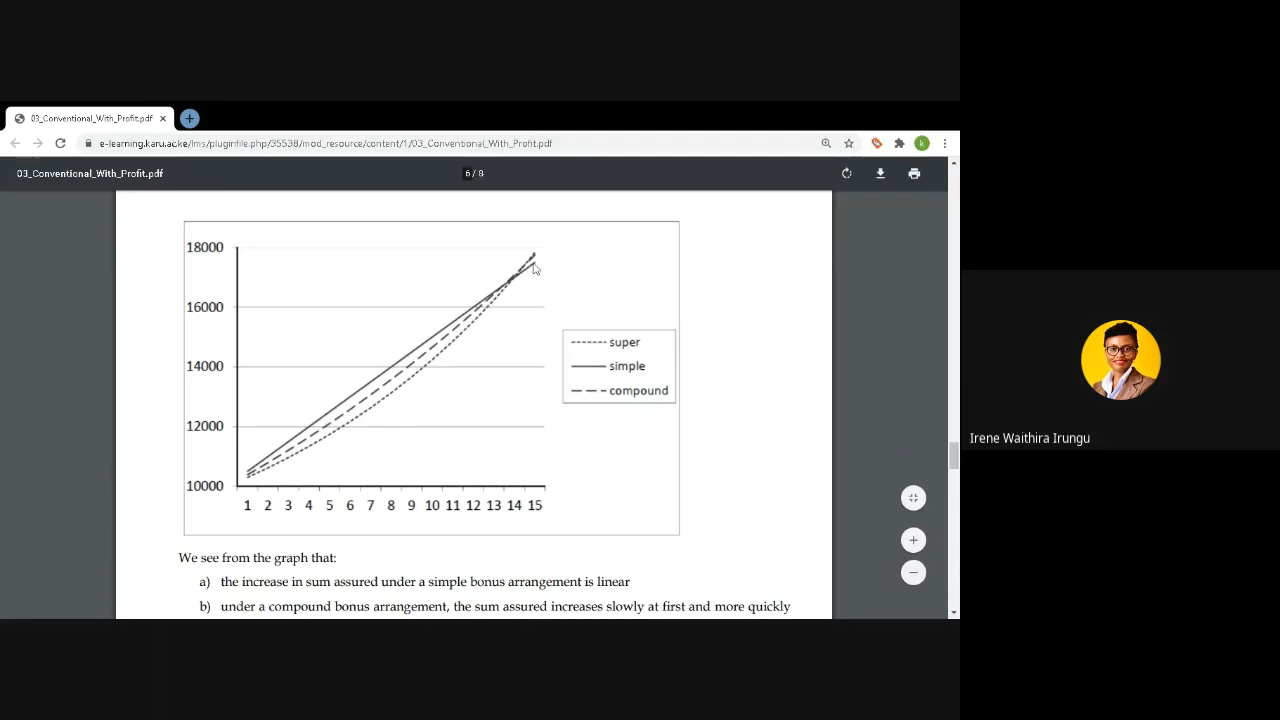 03_Conventional_With_Profit.pdf
e-learning.karu.ac.ke/lms/pluginfile.php/35538/mod_resource/content/1/03_Conventional_With_Profit.pdf
k
03_Conventional_With_Profit.pdf
6 / 8
18000
16000
14000
12000
10000
1 2 3 4 5 6 7 8 9 10 11 12 13 14 15
super
simple
compound
We see from the graph that:
a) the increase in sum assured under a simple bonus arrangement is linear
b) under a compound bonus arrangement, the sum assured increases slowly at first and more quickly
Irene Waithira Irungu